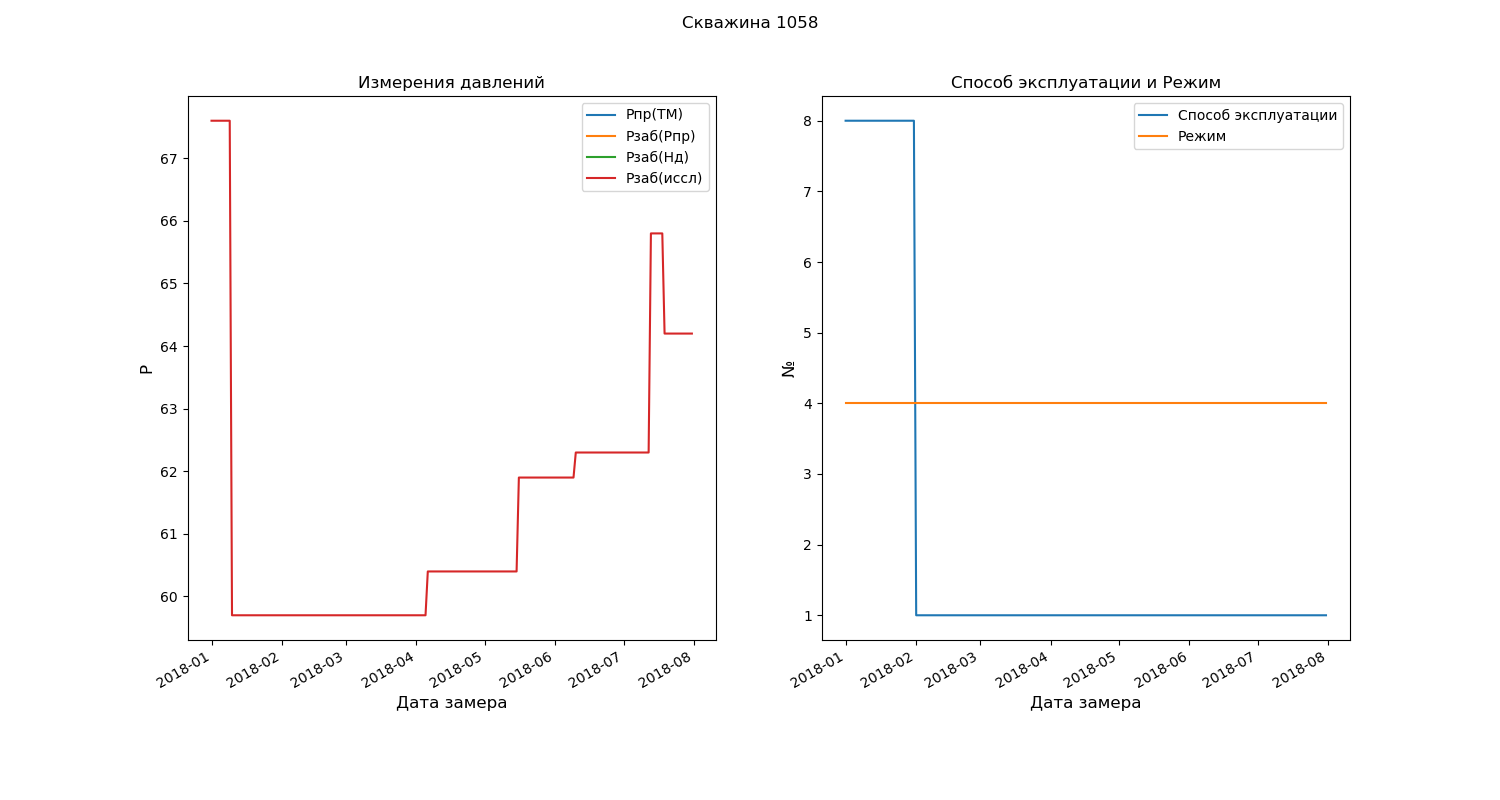 Скважина 1058
Измерения давлений
Рпр(ТМ)
Рзаб(Рпр)
Рзаб(Нд)
Рзаб(иссл)
67
66
65
64
63
62
61
60
Р
2018-01
2018-02
2018-03
2018-04
2018-05
2018-06
2018-07
2018-08
Дата замера
Способ эксплуатации и Режим
Способ эксплуатации
Режим
8
7
6
5
4
3
2
1
№
2018-01
2018-02
2018-03
2018-04
2018-05
2018-06
2018-07
2018-08
Дата замера